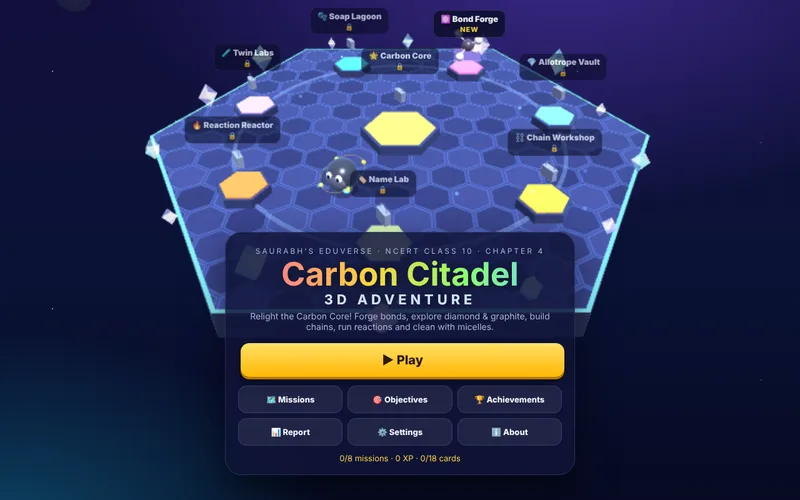 Soap Lagoon
Bond Forge
NEW
Twin Labs
Carbon Core
Allotrope Vault
Reaction Reactor
Chain Workshop
Name Lab
SAURABH'S EDUVERSE · NCERT CLASS 10 · CHAPTER 4
Carbon Citadel
3D ADVENTURE
Relight the Carbon Core! Forge bonds, explore diamond & graphite, build
chains, run reactions and clean with micelles.
▶ Play
Missions
Objectives
Achievements
Report
Settings
About
0/8 missions · 0 XP · 0/18 cards